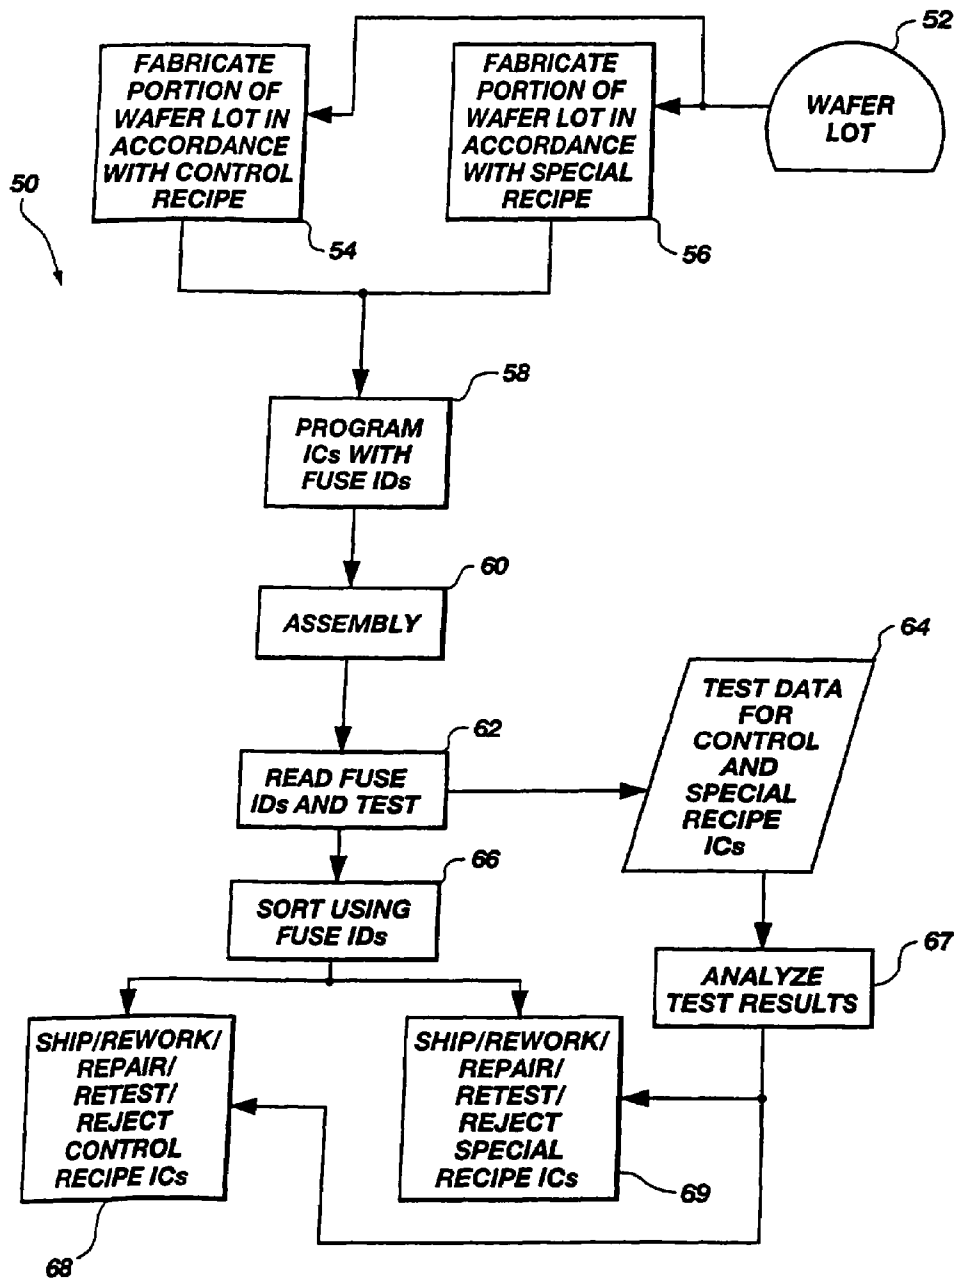 52
FABRICATE
PORTION OF
WAFER LOT IN
ACCORDANCE
WITH CONTROL
RECIPE
FABRICATE
PORTION OF
WAFER LOT IN
ACCORDANCE
WITH SPECIAL
RECIPE
WAFER
LOT
50
54
56
58
PROGRAM
ICs WITH
FUSE IDs
60
ASSEMBLY
64
TEST DATA
FOR
CONTROL
AND
SPECIAL
RECIPE
ICs
62
READ FUSE
IDs AND TEST
66
SORT USING
FUSE IDs
67
ANALYZE
TEST RESULTS
SHIP/REWORK/
REPAIR/
RETEST/
REJECT
CONTROL
RECIPE ICs
SHIP/REWORK/
REPAIR/
RETEST/
REJECT
SPECIAL
RECIPE ICs
69
68